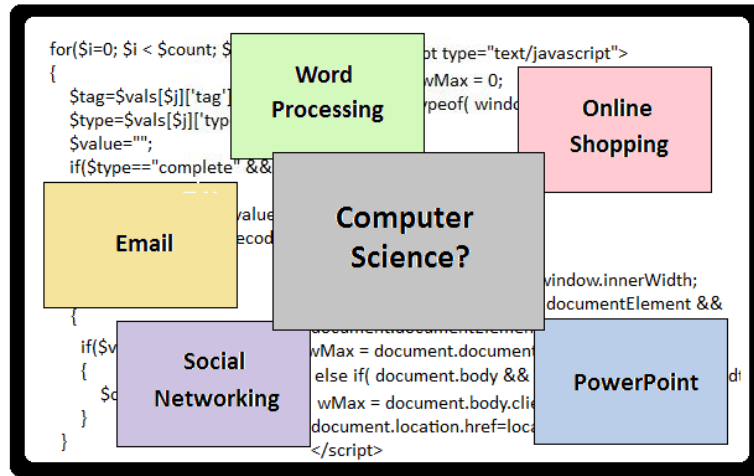 for($i=0; $i < $count; $
{
$tag=$vals[$j]['tag']
$type=$vals[$j]['typ
$value="";
if($type=="complete" &&
value
ecod
{
if($v
{
$c
}
}
pt type="text/javascript">
wMax = 0;
ypeof( windo
window.innerWidth;
documentElement &&
wMax = document.document
else if( document.body &&
wMax = document.body.clie
document.location.href=loca
</script>
Word
Processing
Online
Shopping
Email
Computer
Science?
Social
Networking
PowerPoint